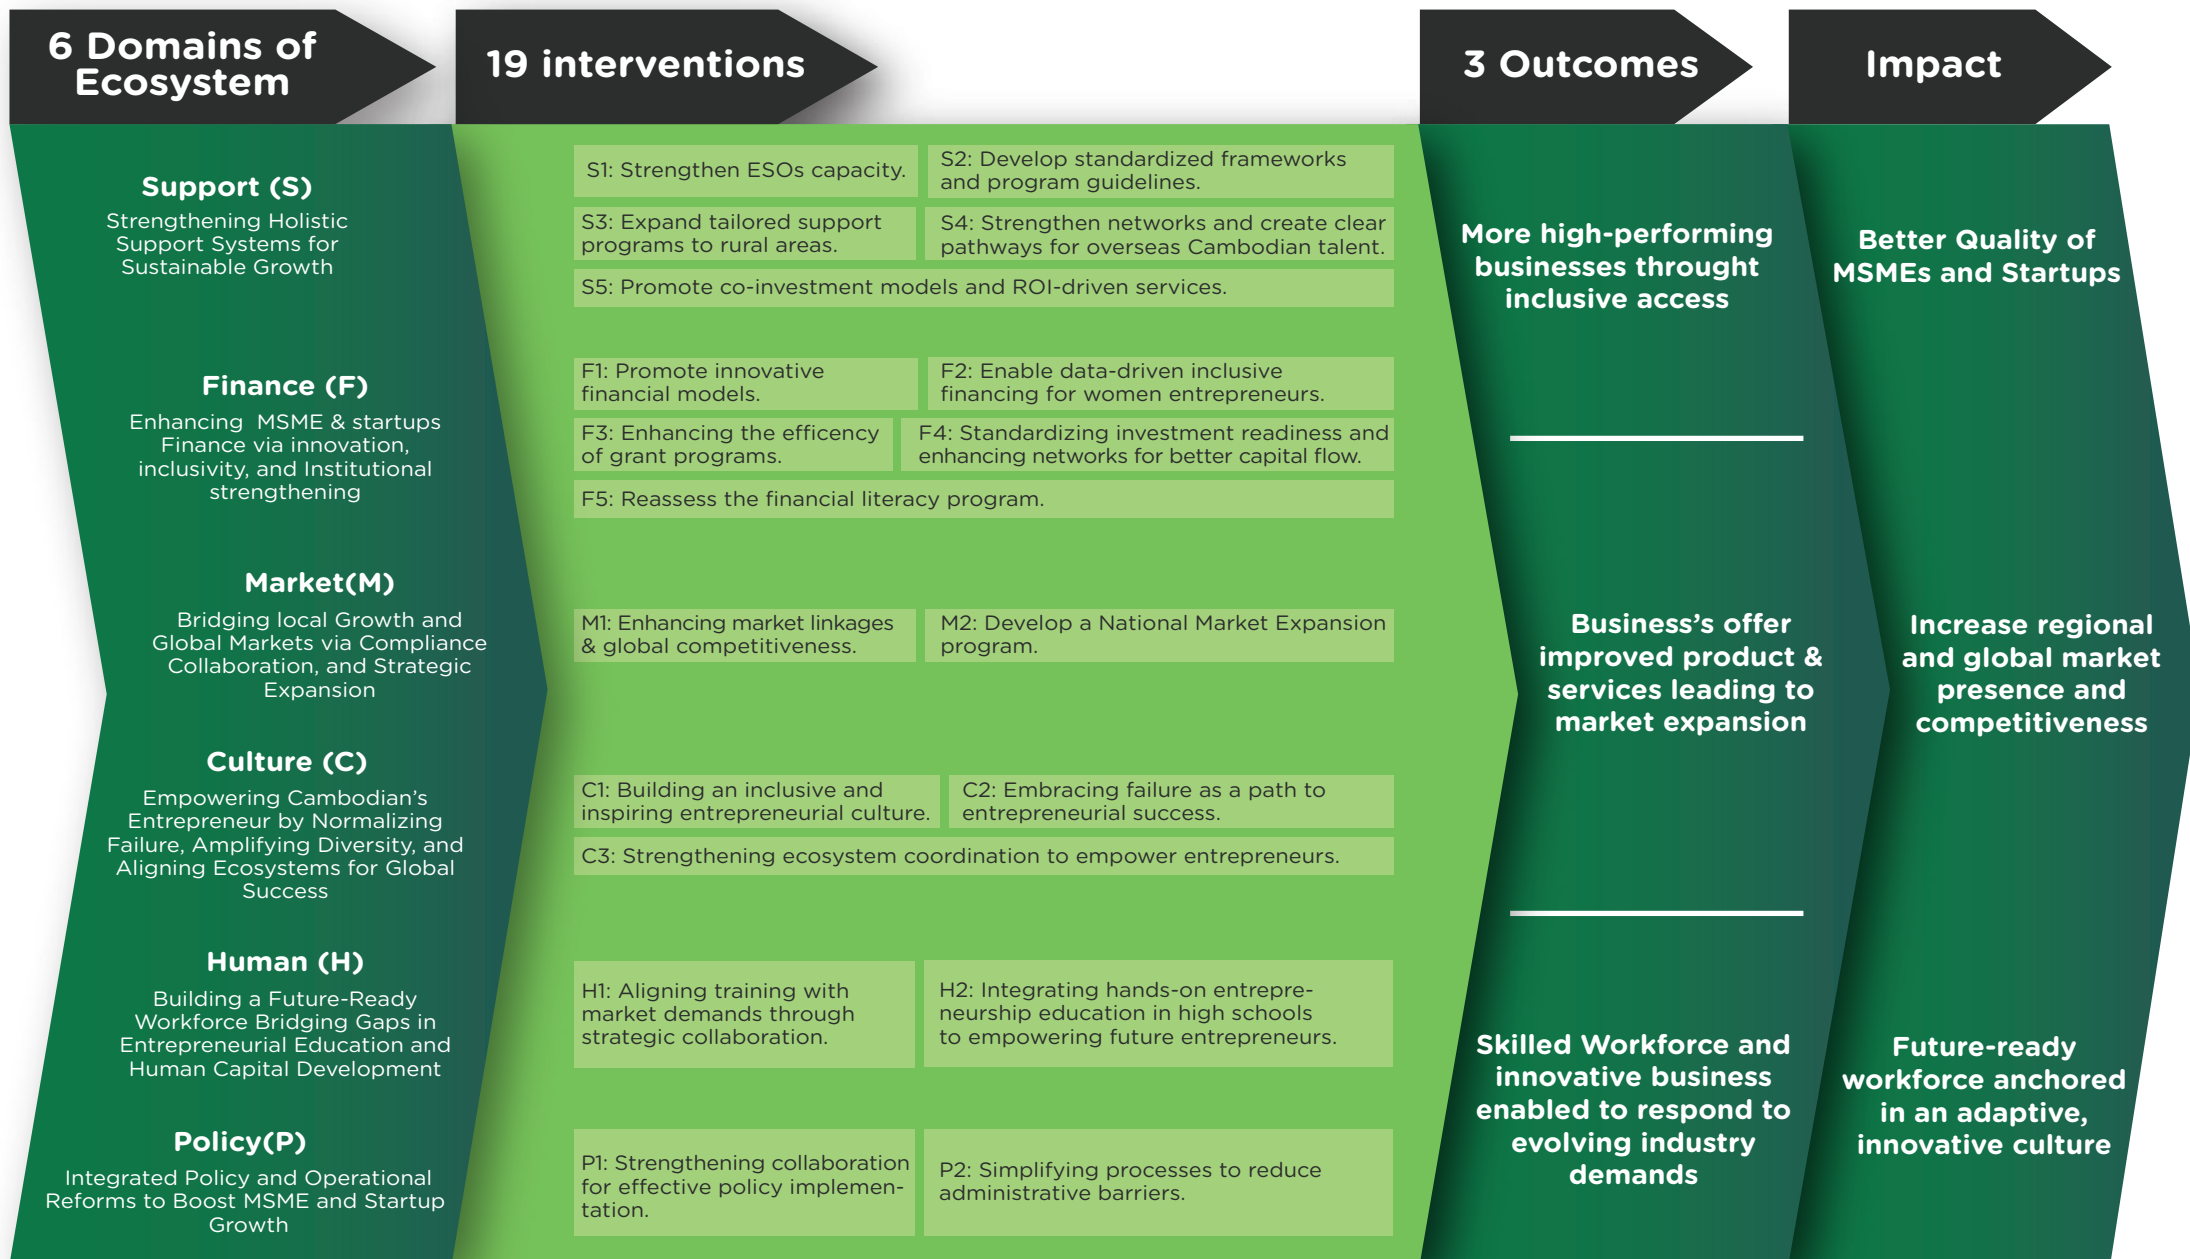 6 Domains of
Ecosystem
19 interventions
3 Outcomes
Impact
Support (S)
Strengthening Holistic
Support Systems for
Sustainable Growth
S1: Strengthen ESOs capacity.
S2: Develop standardized frameworks
and program guidelines.
S3: Expand tailored support
programs to rural areas.
S4: Strengthen networks and create clear
pathways for overseas Cambodian talent.
S5: Promote co-investment models and ROI-driven services.
Finance (F)
Enhancing MSME & startups
Finance via innovation,
inclusivity, and Institutional
strengthening
F1: Promote innovative
financial models.
F2: Enable data-driven inclusive
financing for women entrepreneurs.
F3: Enhancing the efficency
of grant programs.
F4: Standardizing investment readiness and
enhancing networks for better capital flow.
F5: Reassess the financial literacy program.
Market(M)
Bridging local Growth and
Global Markets via Compliance
Collaboration, and Strategic
Expansion
M1: Enhancing market linkages
& global competitiveness.
M2: Develop a National Market Expansion
program.
Culture (C)
Empowering Cambodian's
Entrepreneur by Normalizing
Failure, Amplifying Diversity, and
Aligning Ecosystems for Global
Success
C1: Building an inclusive and
inspiring entrepreneurial culture.
C2: Embracing failure as a path to
entrepreneurial success.
C3: Strengthening ecosystem coordination to empower entrepreneurs.
Human (H)
Building a Future-Ready
Workforce Bridging Gaps in
Entrepreneurial Education and
Human Capital Development
H1: Aligning training with
market demands through
strategic collaboration.
H2: Integrating hands-on entrepre-
neurship education in high schools
to empowering future entrepreneurs.
Policy(P)
Integrated Policy and Operational
Reforms to Boost MSME and Startup
Growth
P1: Strengthening collaboration
for effective policy implemen-
tation.
P2: Simplifying processes to reduce
administrative barriers.
More high-performing
businesses throught
inclusive access
Business's offer
improved product &
services leading to
market expansion
Skilled Workforce and
innovative business
enabled to respond to
evolving industry
demands
Better Quality of
MSMEs and Startups
Increase regional
and global market
presence and
competitiveness
Future-ready
workforce anchored
in an adaptive,
innovative culture